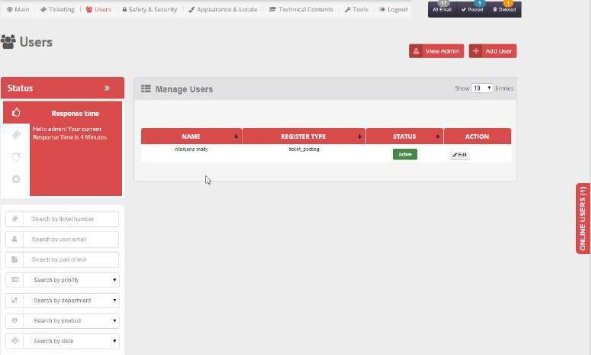 Main Ticketing Users Safety & Security Appearance & Locale Technical Contents Tools Logout
All Email Posted Deleted
Users
View Admin Add User
Status »
Manage Users
Show 10 Entries
Response time
Hello admin! Your current
Response Time is 4 Minutes
NAME REGISTER TYPE STATUS ACTION
ticket_posting Active Edit
ONLINE USERS (1)
Search by ticket number
Search by user email
Search by part of text
Search by priority
Search by department
Search by product
Search by state